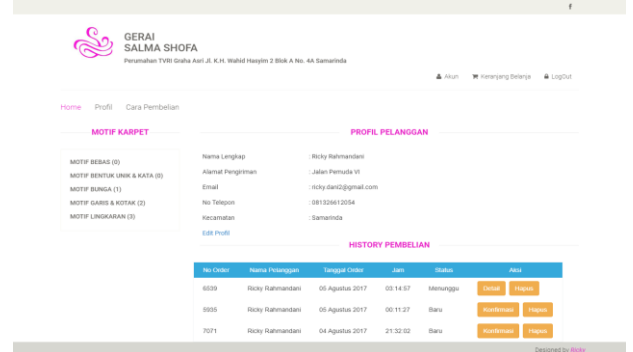 GERAI
SALMA SHOFA
Perumahan TVRI Graha Asri Jl. K.H. Wahid Hasyim 2 Blok A No. 4A Samarinda
Akun Keranjang Belanja LogOut
Home Profil Cara Pembelian
MOTIF KARPET
MOTIF BEBAS (0)
MOTIF BENTUK UNIK & KATA (0)
MOTIF BUNGA (1)
MOTIF GARIS & KOTAK (2)
MOTIF LINGKARAN (3)
PROFIL PELANGGAN
Nama Lengkap : Ricky Rahmandani
Alamat Pengiriman : Jalan Pemuda VI
Email : ricky.dani2@gmail.com
No Telepon : 081326612054
Kecamatan : Samarinda
Edit Profil
HISTORY PEMBELIAN
No Order Nama Pelanggan Tanggal Order Jam Status Aksi
6539 Ricky Rahmandani 05 Agustus 2017 03:14:57 Menunggu Detail Hapus
5935 Ricky Rahmandani 05 Agustus 2017 00:11:27 Baru Konfirmasi Hapus
7071 Ricky Rahmandani 04 Agustus 2017 21:32:02 Baru Konfirmasi Hapus
Designed by Ricky